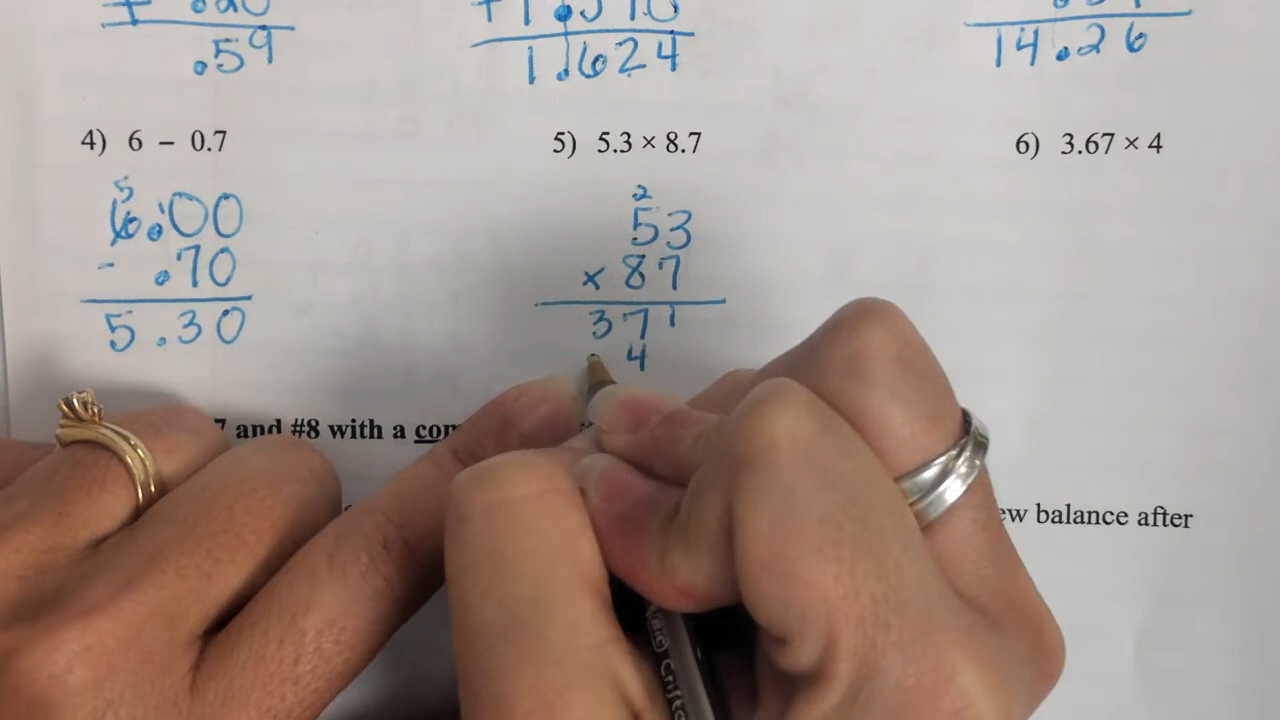 .59
1.624
14.26
4) 6 – 0.7
5) 5.3 × 8.7
6) 3.67 × 4
5
6.00
- .70
5.30
2
53
× 87
371
4
7 and #8 with a
ew balance after